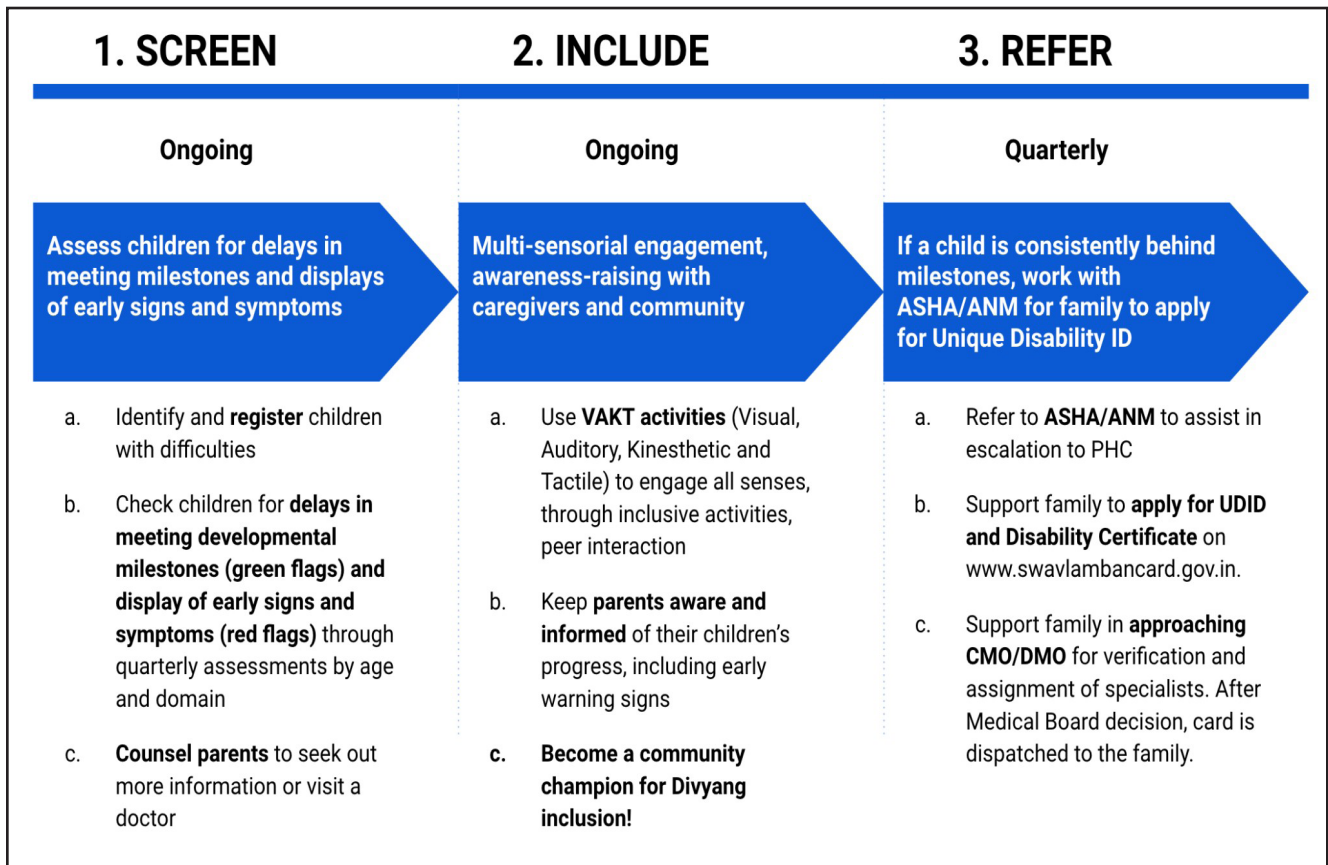 1. SCREEN
Ongoing
Assess children for delays in
meeting milestones and displays
of early signs and symptoms
a. Identify and register children
with difficulties
b. Check children for delays in
meeting developmental
milestones (green flags) and
display of early signs and
symptoms (red flags) through
quarterly assessments by age
and domain
c. Counsel parents to seek out
more information or visit a
doctor
2. INCLUDE
Ongoing
Multi-sensorial engagement,
awareness-raising with
caregivers and community
a. Use VAKT activities (Visual,
Auditory, Kinesthetic and
Tactile) to engage all senses,
through inclusive activities,
peer interaction
b. Keep parents aware and
informed of their children's
progress, including early
warning signs
c. Become a community
champion for Divyang
inclusion!
3. REFER
Quarterly
If a child is consistently behind
milestones, work with
ASHA/ANM for family to apply
for Unique Disability ID
a. Refer to ASHA/ANM to assist in
escalation to PHC
b. Support family to apply for UDID
and Disability Certificate on
www.swavlambancard.gov.in.
c. Support family in approaching
CMO/DMO for verification and
assignment of specialists. After
Medical Board decision, card is
dispatched to the family.